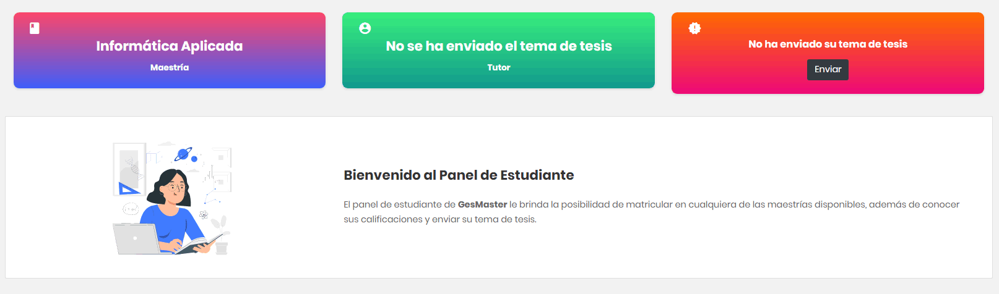 Informática Aplicada
Maestría
No se ha enviado el tema de tesis
Tutor
No ha enviado su tema de tesis
Enviar
Bienvenido al Panel de Estudiante
El panel de estudiante de GesMaster le brinda la posibilidad de matricular en cualquiera de las maestrías disponibles, además de conocer
sus calificaciones y enviar su tema de tesis.